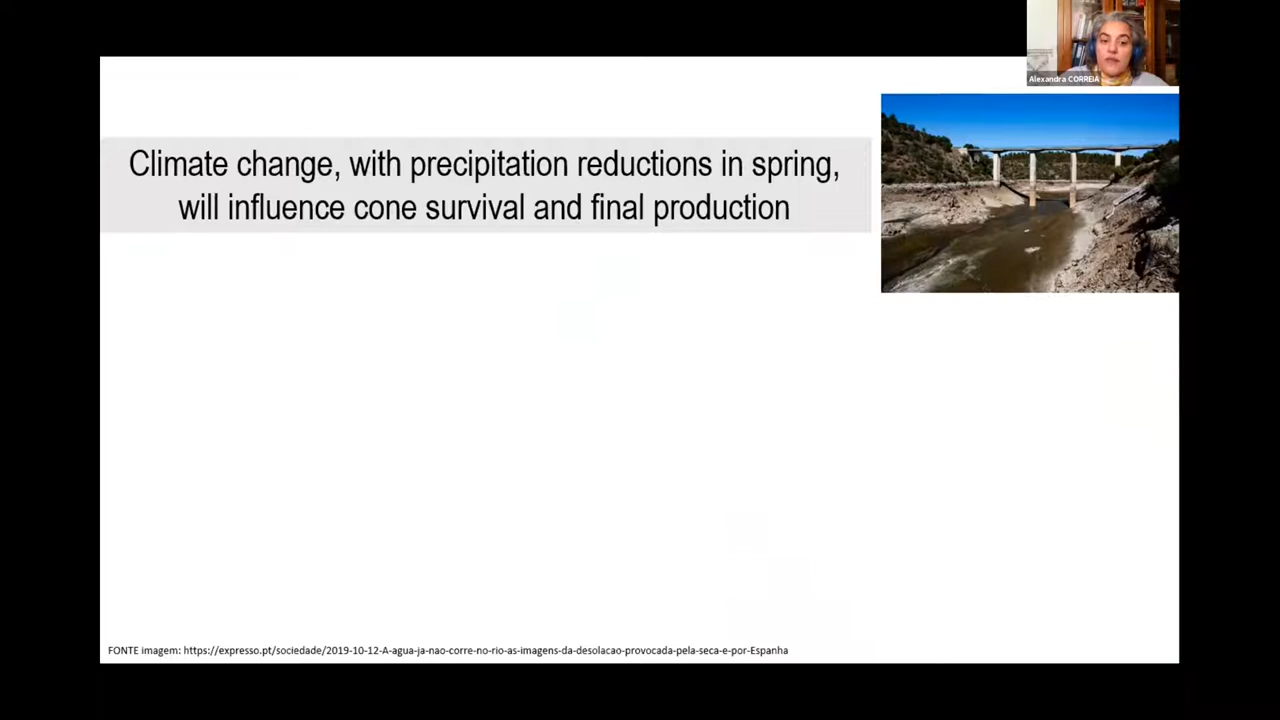 Alexandra CORREIA
Climate change, with precipitation reductions in spring,
will influence cone survival and final production
FONTE imagem: https://expresso.pt/sociedade/2019-10-12-A-agua-ja-nao-corre-no-rio-as-imagens-da-desolacao-provocada-pela-seca-e-por-Espanha